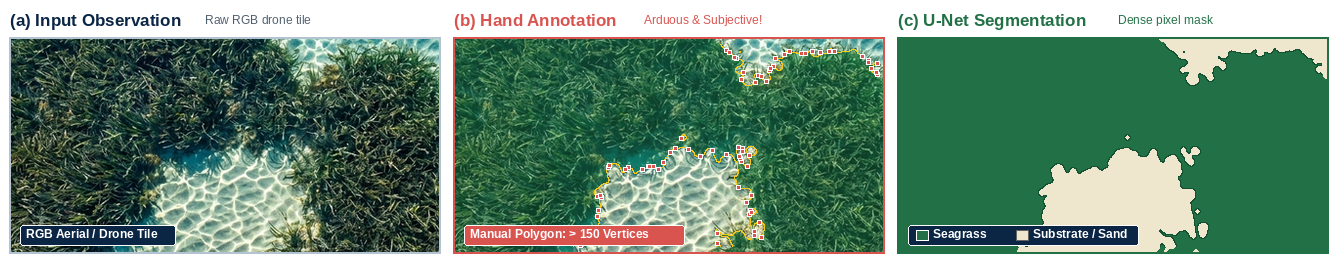 (a) Input Observation Raw RGB drone tile
RGB Aerial / Drone Tile
(b) Hand Annotation Arduous & Subjective!
Manual Polygon: > 150 Vertices
(c) U-Net Segmentation Dense pixel mask
Seagrass Substrate / Sand